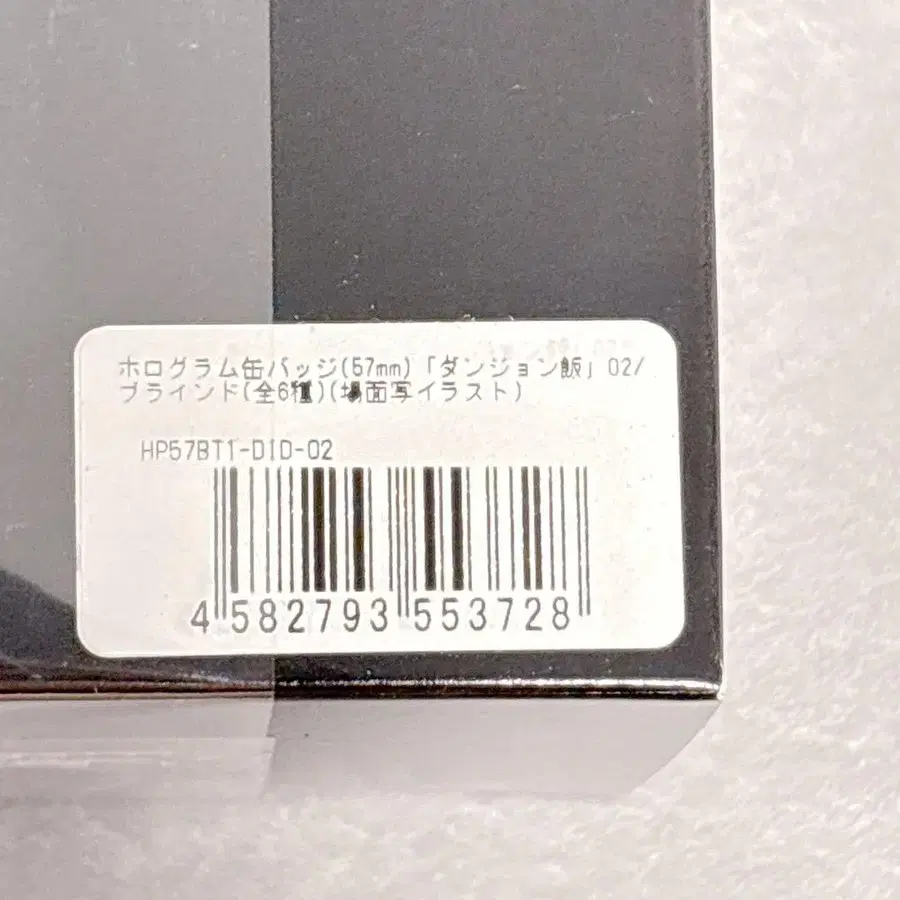 ホログラム缶バッジ(57mm)「ダンジョン飯」02/
ブラインド(全6種)(場面写イラスト)
HP57BT1-DID-02
4 582793 553728